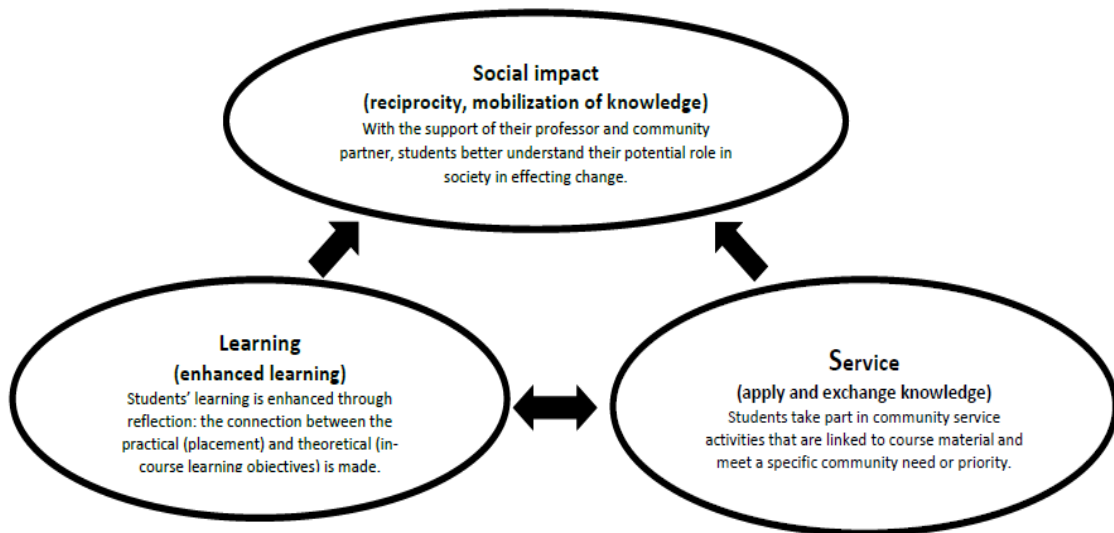 Social impact
(reciprocity, mobilization of knowledge)
With the support of their professor and community
partner, students better understand their potential role in
society in effecting change.
Learning
(enhanced learning)
Students’ learning is enhanced through
reflection: the connection between the
practical (placement) and theoretical (in-
course learning objectives) is made.
Service
(apply and exchange knowledge)
Students take part in community service
activities that are linked to course material and
meet a specific community need or priority.